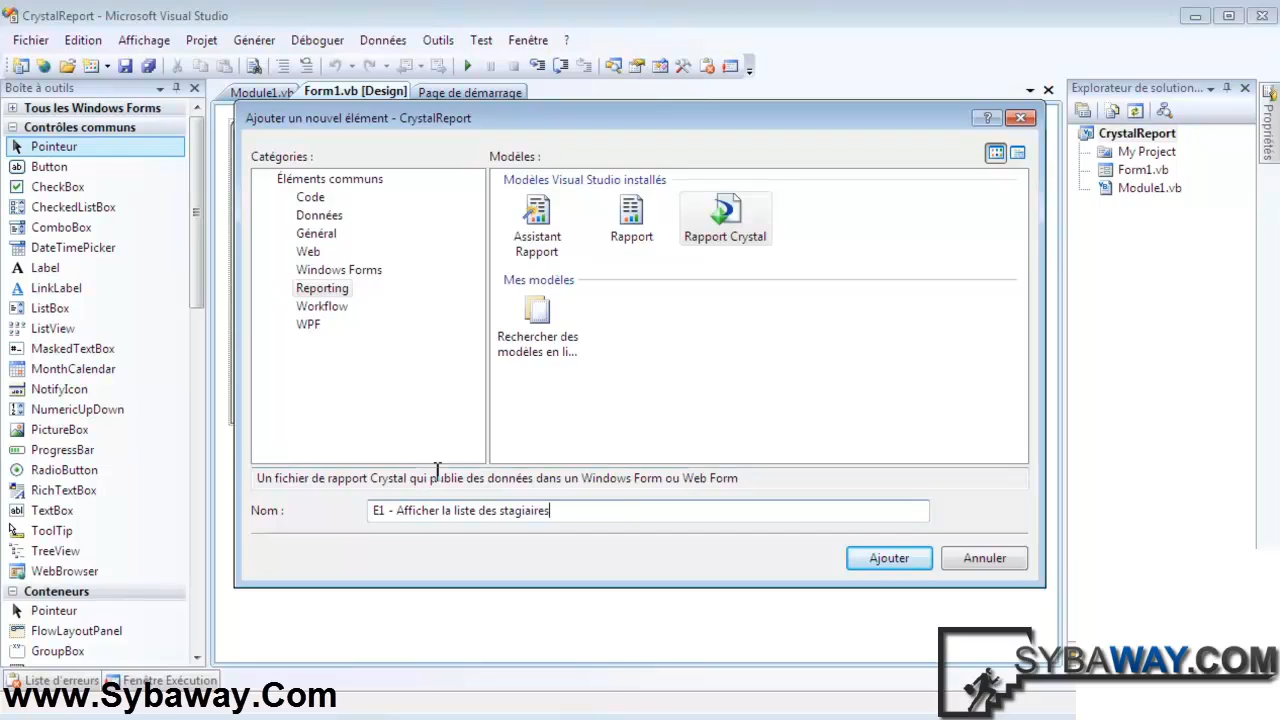 CrystalReport - Microsoft Visual Studio
Fichier Edition Affichage Projet Générer Déboguer Données Outils Test Fenêtre ?
Boîte à outils
Tous les Windows Forms
Contrôles communs
Pointeur
Button
CheckBox
CheckedListBox
ComboBox
DateTimePicker
Label
LinkLabel
ListBox
ListView
MaskedTextBox
MonthCalendar
NotifyIcon
NumericUpDown
PictureBox
ProgressBar
RadioButton
RichTextBox
TextBox
ToolTip
TreeView
WebBrowser
Conteneurs
Pointeur
FlowLayoutPanel
GroupBox
Liste d'erreurs Fenêtre Exécution
Module1.vb Form1.vb [Design] Page de démarrage
Ajouter un nouvel élément - CrystalReport
Catégories :
Éléments communs
Code
Données
Général
Web
Windows Forms
Reporting
Workflow
WPF
Modèles :
Modèles Visual Studio installés
Assistant
Rapport
Rapport
Rapport Crystal
Mes modèles
Rechercher des
modèles en li...
Un fichier de rapport Crystal qui publie des données dans un Windows Form ou Web Form
Nom : E1 - Afficher la liste des stagiaires
Ajouter Annuler
Explorateur de solution...
CrystalReport
My Project
Form1.vb
Module1.vb
Propriétés
www.Sybaway.Com
SYBAWAY.COM